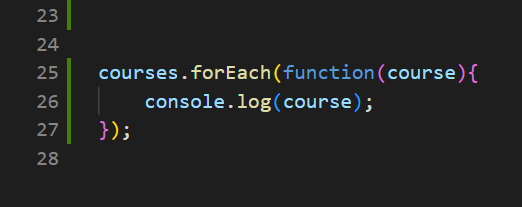 23
24
25 courses.forEach(function(course){
26     console.log(course);
27 });
28